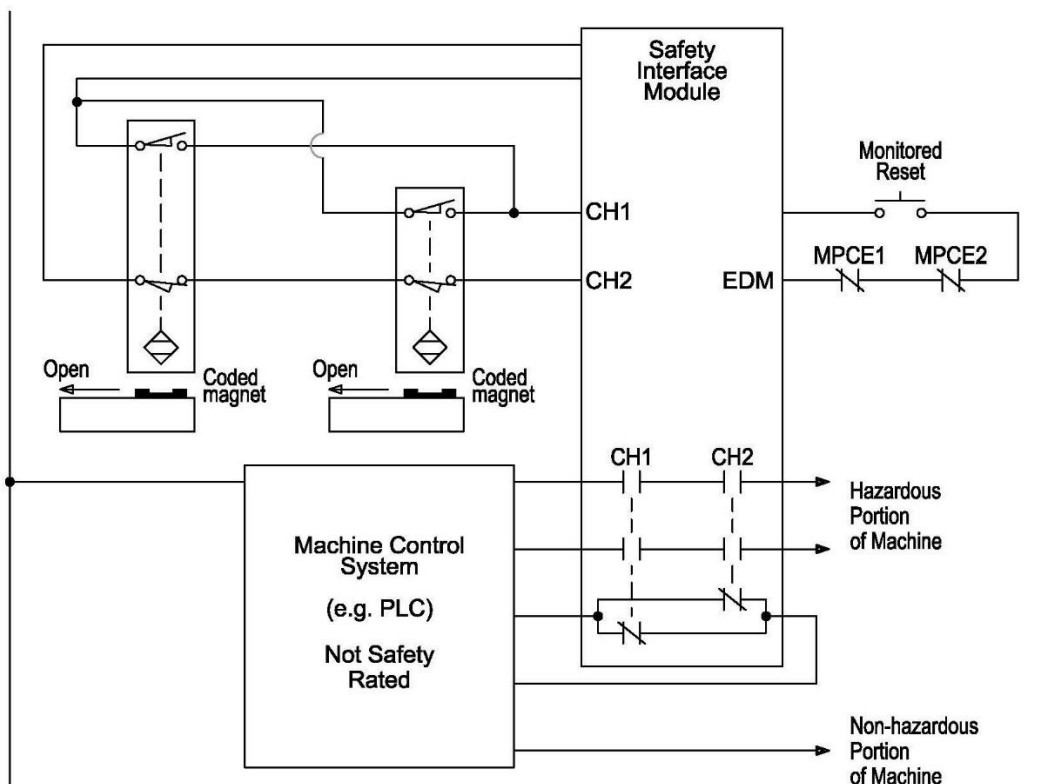 Safety
Interface
Module
Monitored
Reset
CH1
MPCE1
MPCE2
CH2
EDM
Open
Coded
magnet
Open
Coded
magnet
CH1
CH2
Hazardous
Portion
of Machine
Machine Control
System
(e.g. PLC)
Not Safety
Rated
Non-hazardous
Portion
of Machine